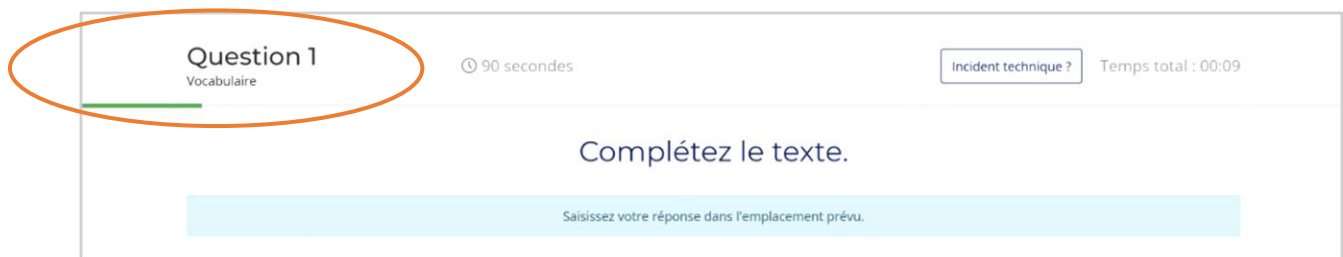 Question 1
Vocabulaire
90 secondes
Incident technique ?
Temps total : 00:09
Complétez le texte.
Saisissez votre réponse dans l'emplacement prévu.